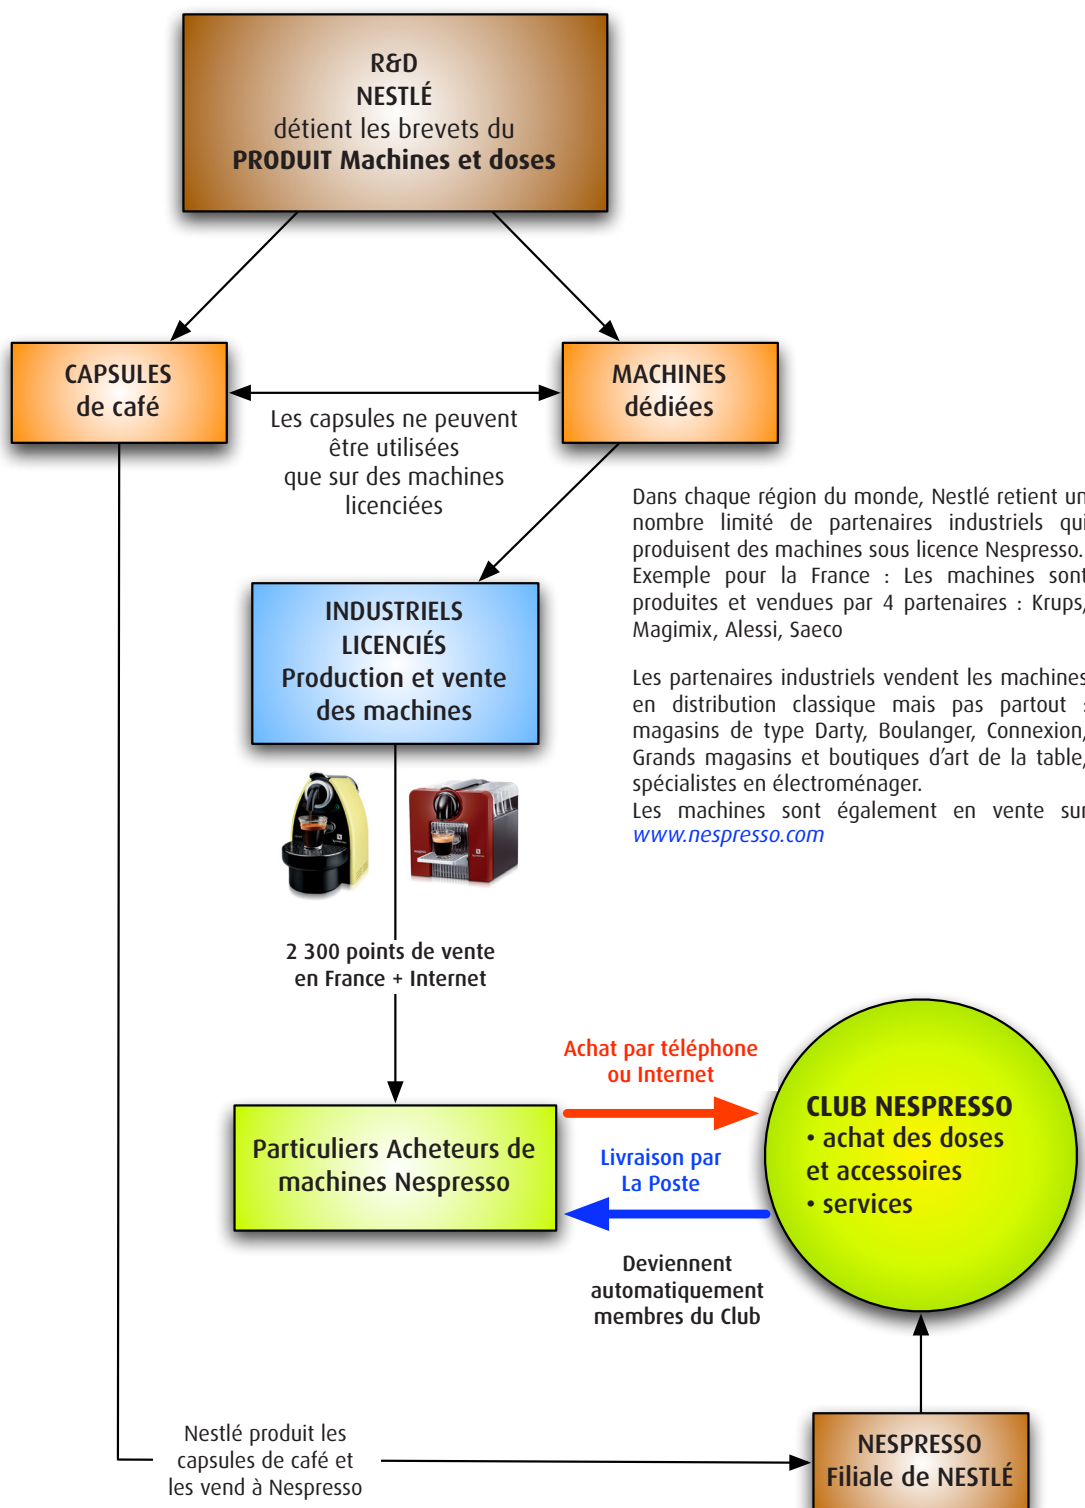 R&D
NESTLÉ
détient les brevets du
PRODUIT Machines et doses
CAPSULES
de café
MACHINES
dédiées
Les capsules ne peuvent
être utilisées
que sur des machines
licenciées
Dans chaque région du monde, Nestlé retient un
nombre limité de partenaires industriels qui
produisent des machines sous licence Nespresso.
Exemple pour la France : Les machines sont
produites et vendues par 4 partenaires : Krups,
Magimix, Alessi, Saeco
Les partenaires industriels vendent les machines
en distribution classique mais pas partout :
magasins de type Darty, Boulanger, Connexion,
Grands magasins et boutiques d’art de la table,
spécialistes en électroménager.
Les machines sont également en vente sur
www.nespresso.com
INDUSTRIELS
LICENCIÉS
Production et vente
des machines
2 300 points de vente
en France + Internet
Achat par téléphone
ou Internet
Particuliers Acheteurs de
machines Nespresso
Livraison par
La Poste
CLUB NESPRESSO
• achat des doses
et accessoires
• services
Deviennent
automatiquement
membres du Club
Nestlé produit les
capsules de café et
les vend à Nespresso
NESPRESSO
Filiale de NESTLÉ